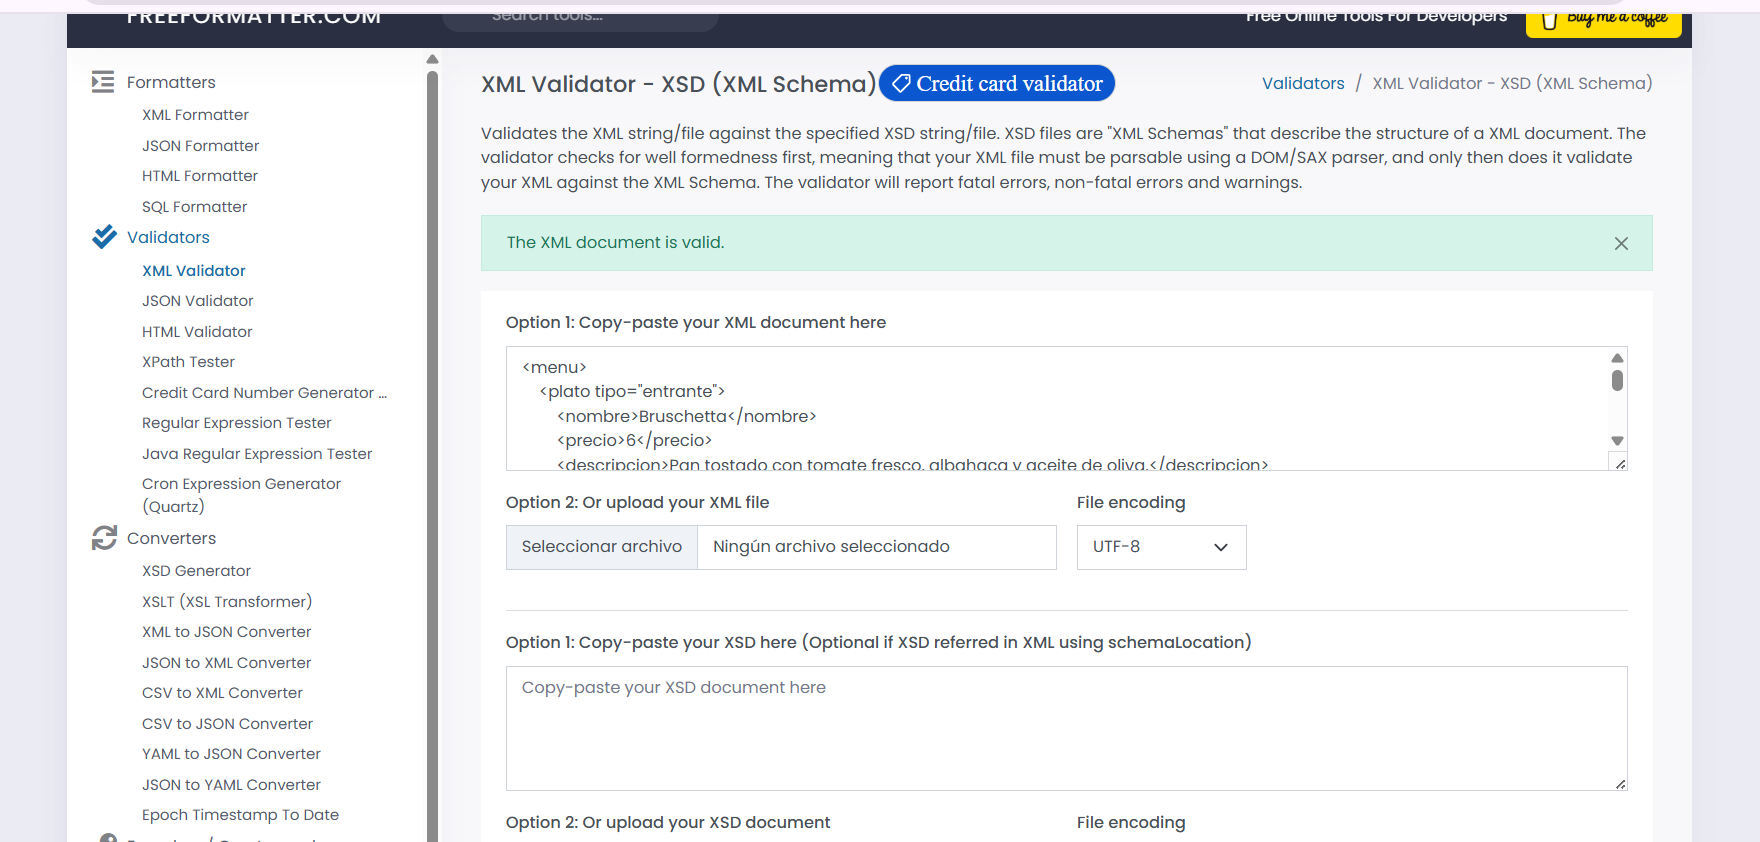 FREEFORMATTER.COM
Search tools...
Free Online Tools For Developers
Buy me a coffee
Formatters
XML Formatter
JSON Formatter
HTML Formatter
SQL Formatter
Validators
XML Validator
JSON Validator
HTML Validator
XPath Tester
Credit Card Number Generator ...
Regular Expression Tester
Java Regular Expression Tester
Cron Expression Generator
(Quartz)
Converters
XSD Generator
XSLT (XSL Transformer)
XML to JSON Converter
JSON to XML Converter
CSV to XML Converter
CSV to JSON Converter
YAML to JSON Converter
JSON to YAML Converter
Epoch Timestamp To Date
XML Validator - XSD (XML Schema)
Credit card validator
Validators / XML Validator - XSD (XML Schema)
Validates the XML string/file against the specified XSD string/file. XSD files are "XML Schemas" that describe the structure of a XML document. The
validator checks for well formedness first, meaning that your XML file must be parsable using a DOM/SAX parser, and only then does it validate
your XML against the XML Schema. The validator will report fatal errors, non-fatal errors and warnings.
The XML document is valid.
Option 1: Copy-paste your XML document here
<menu>
<plato tipo="entrante">
<nombre>Bruschetta</nombre>
<precio>6</precio>
<descripcion>Pan tostado con tomate fresco, albahaca y aceite de oliva.</descripcion>
Option 2: Or upload your XML file
File encoding
Seleccionar archivo
Ningún archivo seleccionado
UTF-8
Option 1: Copy-paste your XSD here (Optional if XSD referred in XML using schemaLocation)
Copy-paste your XSD document here
Option 2: Or upload your XSD document
File encoding